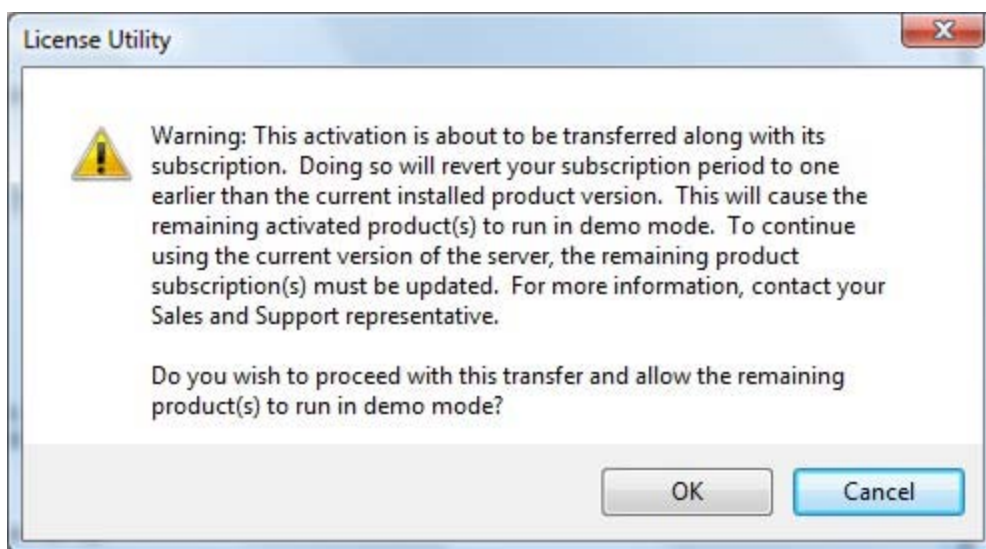 License Utility
Warning: This activation is about to be transferred along with its
subscription.  Doing so will revert your subscription period to one
earlier than the current installed product version.  This will cause the
remaining activated product(s) to run in demo mode.  To continue
using the current version of the server, the remaining product
subscription(s) must be updated.  For more information, contact your
Sales and Support representative.
Do you wish to proceed with this transfer and allow the remaining
product(s) to run in demo mode?
OK
Cancel